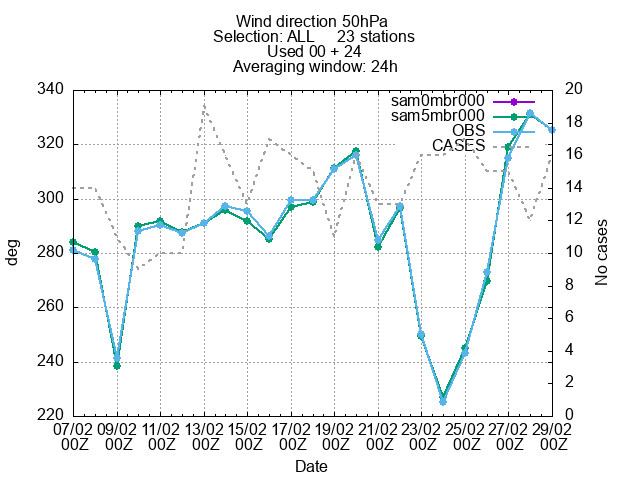 Wind direction 50hPa
Selection: ALL 23 stations
Used 00 + 24
Averaging window: 24h
340 20
sam0mbr000
sam5mbr000
OBS
CASES
320 18
16
300 14
12
280 10
8
260 6
240 4
2
220 0
deg
No cases
07/02 09/02 11/02 13/02 15/02 17/02 19/02 21/02 23/02 25/02 27/02 29/02
00Z 00Z 00Z 00Z 00Z 00Z 00Z 00Z 00Z 00Z 00Z 00Z
Date